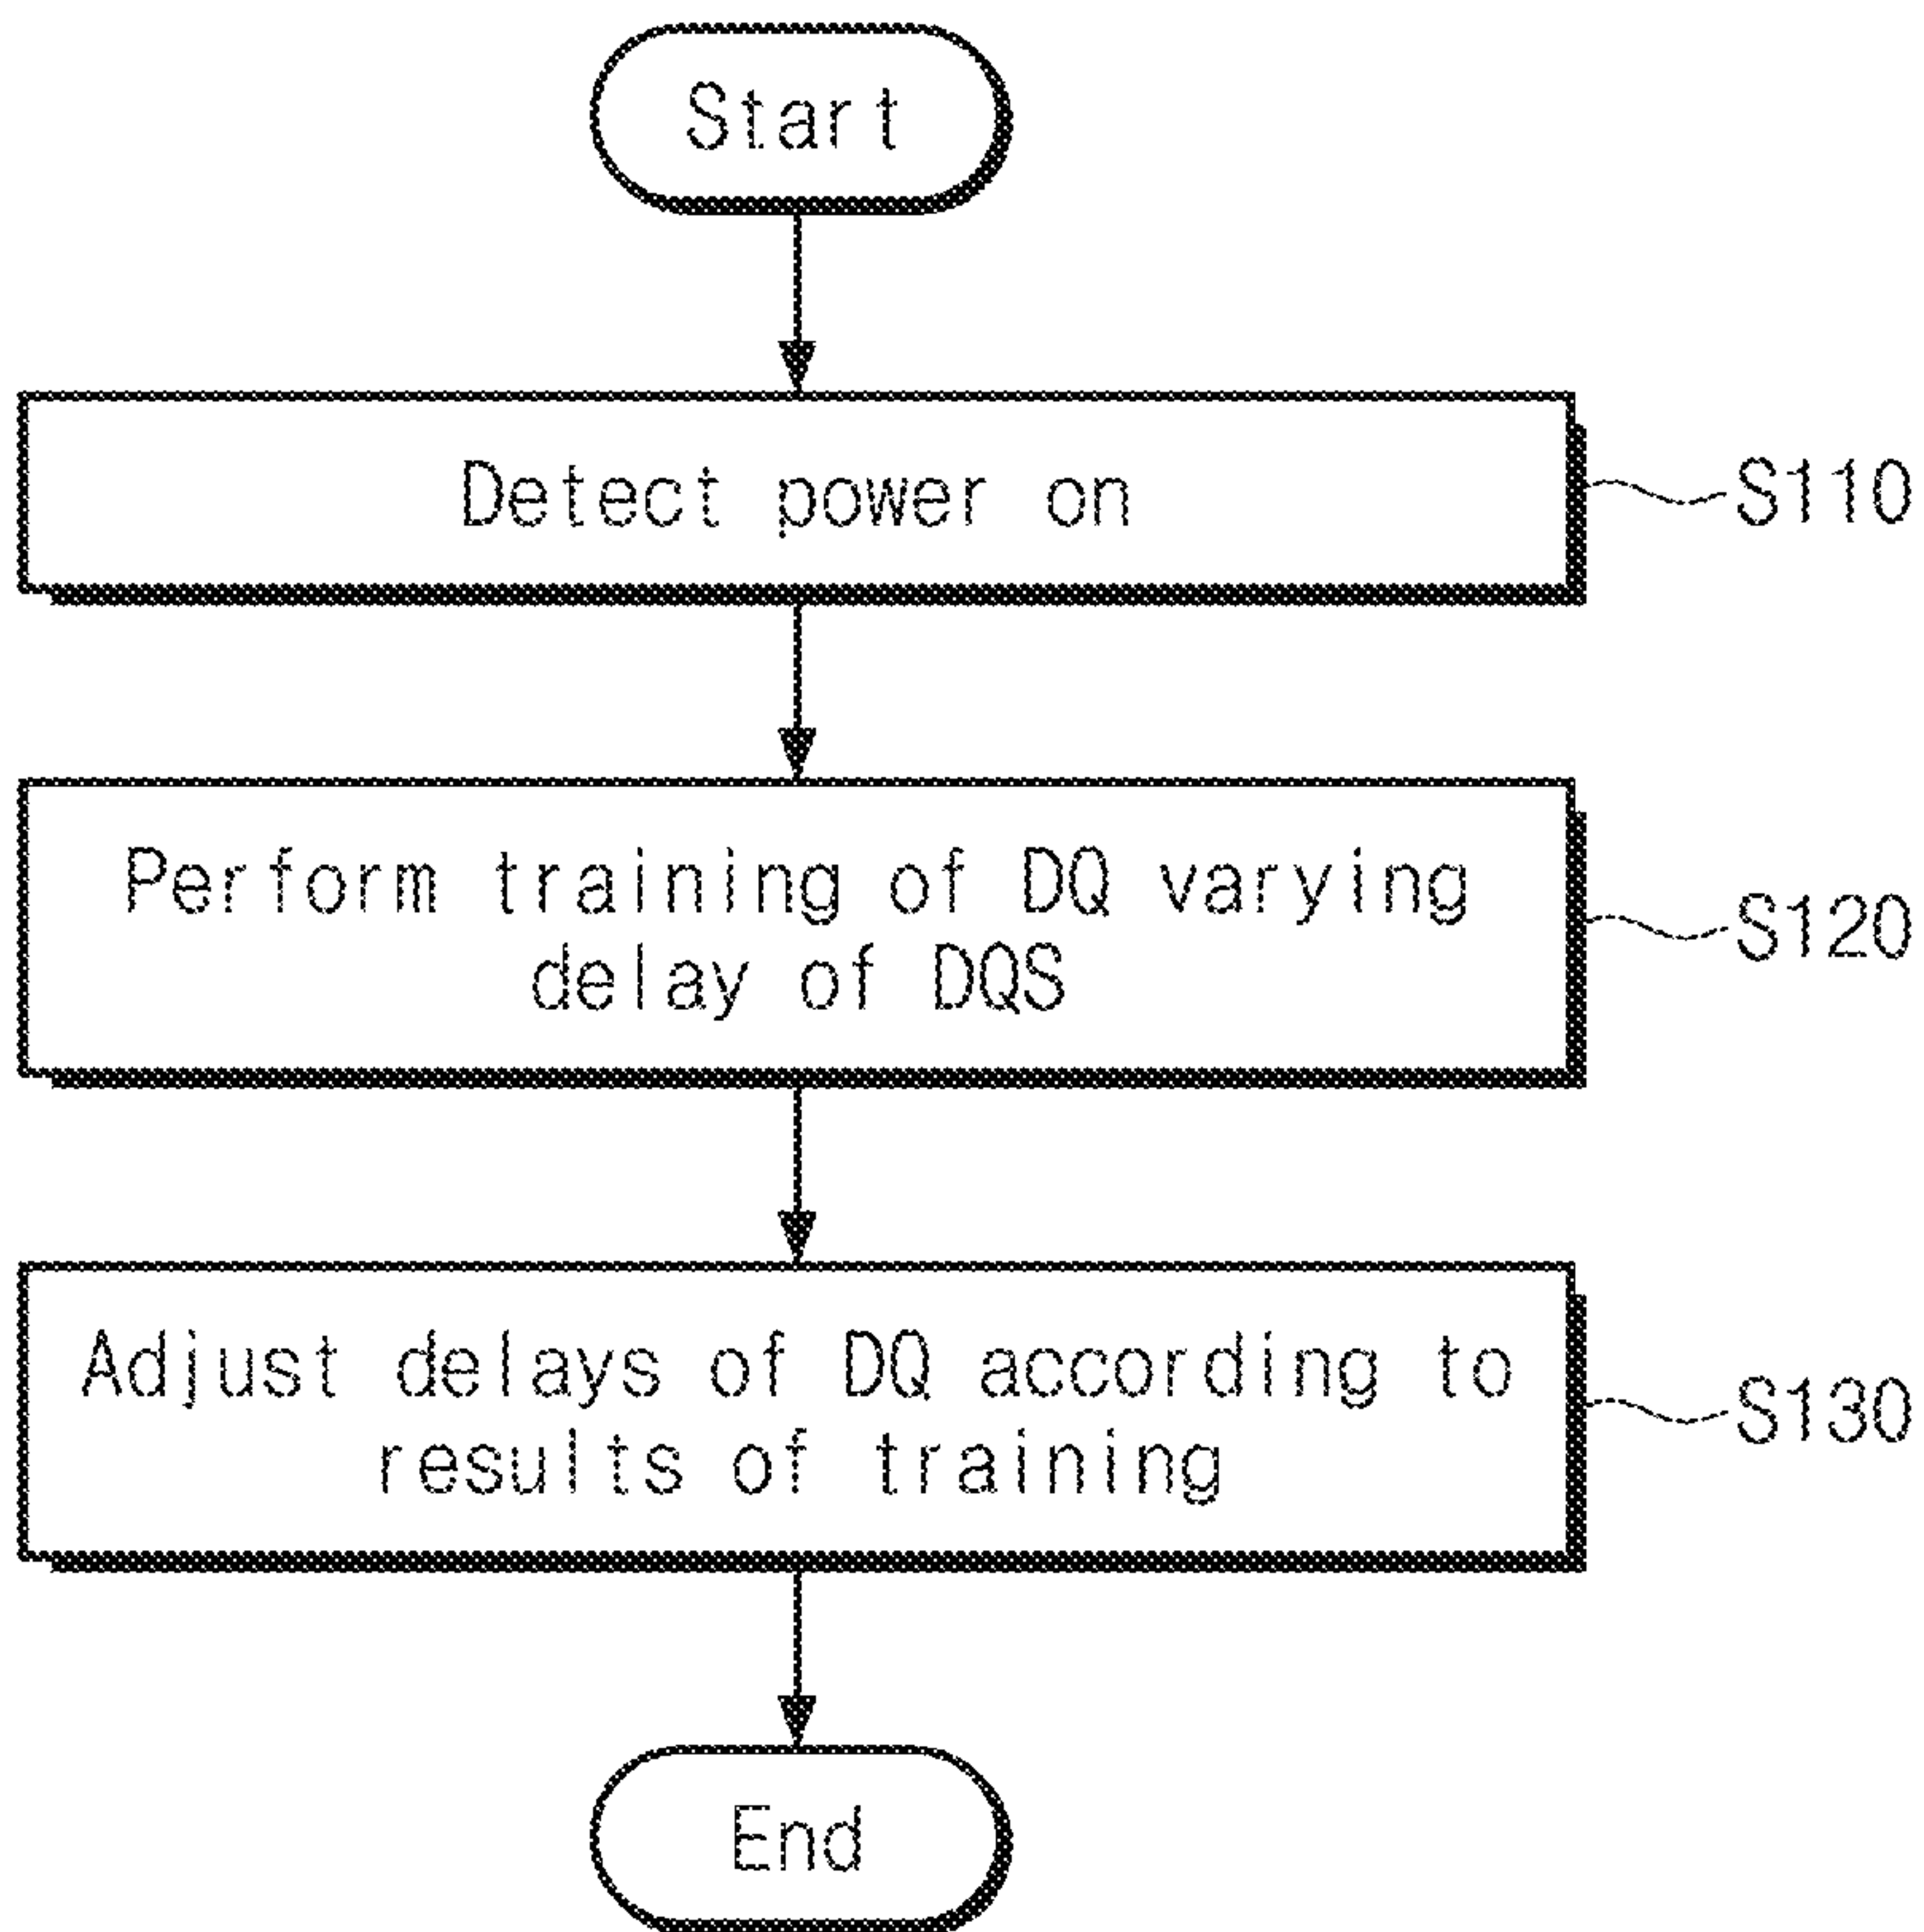 Start
Detect power on
S110
Perform training of DQ varying
delay of DQS
S120
Adjust delays of DQ according to
results of training
S130
End